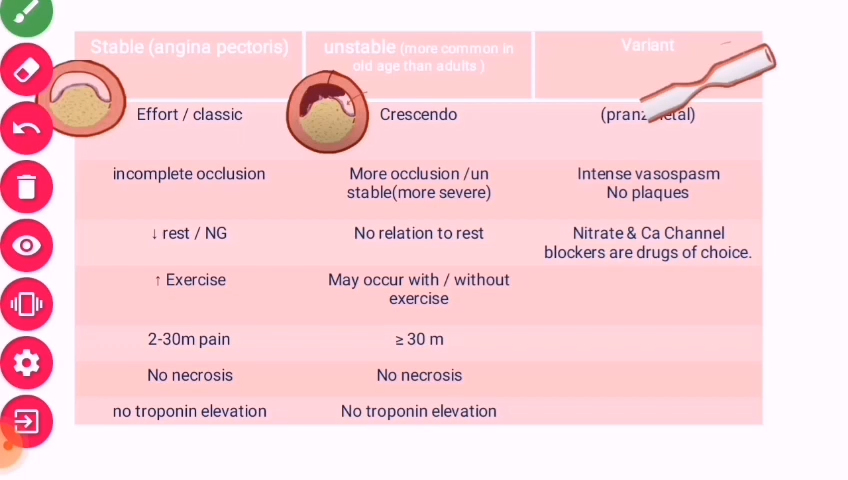 Stable (angina pectoris)
unstable (more common in
old age than adults )
Variant
Effort / classic
Crescendo
incomplete occlusion
More occlusion /un
stable(more severe)
Intense vasospasm
No plaques
↓ rest / NG
No relation to rest
Nitrate & Ca Channel
blockers are drugs of choice.
↑ Exercise
May occur with / without
exercise
2-30m pain
≥ 30 m
No necrosis
No necrosis
no troponin elevation
No troponin elevation